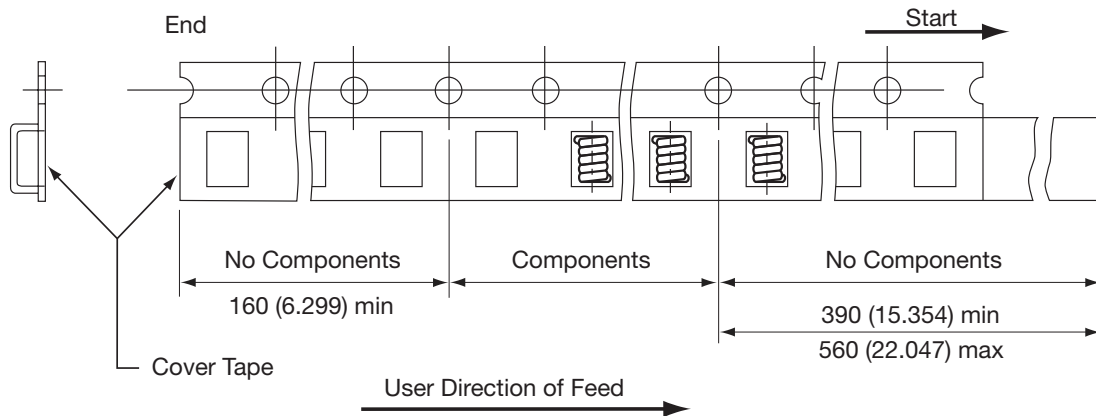 End
Start
No Components
Components
No Components
160 (6.299) min
390 (15.354) min
560 (22.047) max
Cover Tape
User Direction of Feed